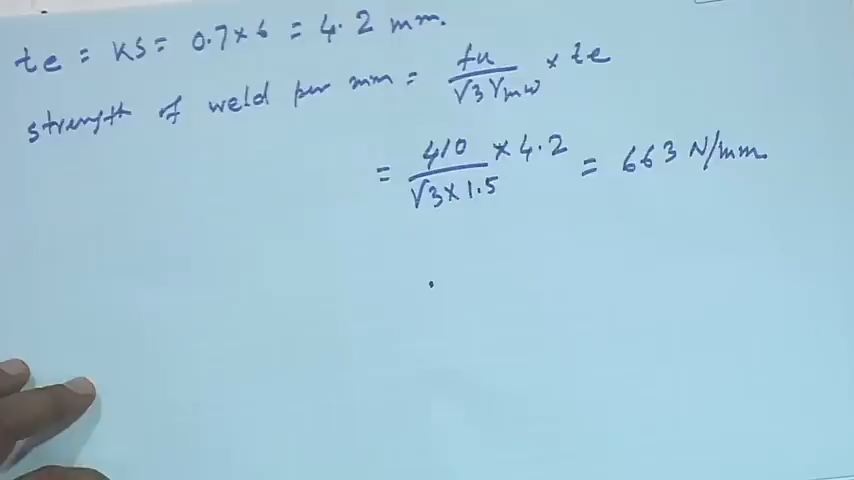 te = KS = 0.7×6 = 4.2 mm.
strength of weld per mm = fu / √3 γmw × te
= 410 / √3×1.5 × 4.2 = 663 N/mm